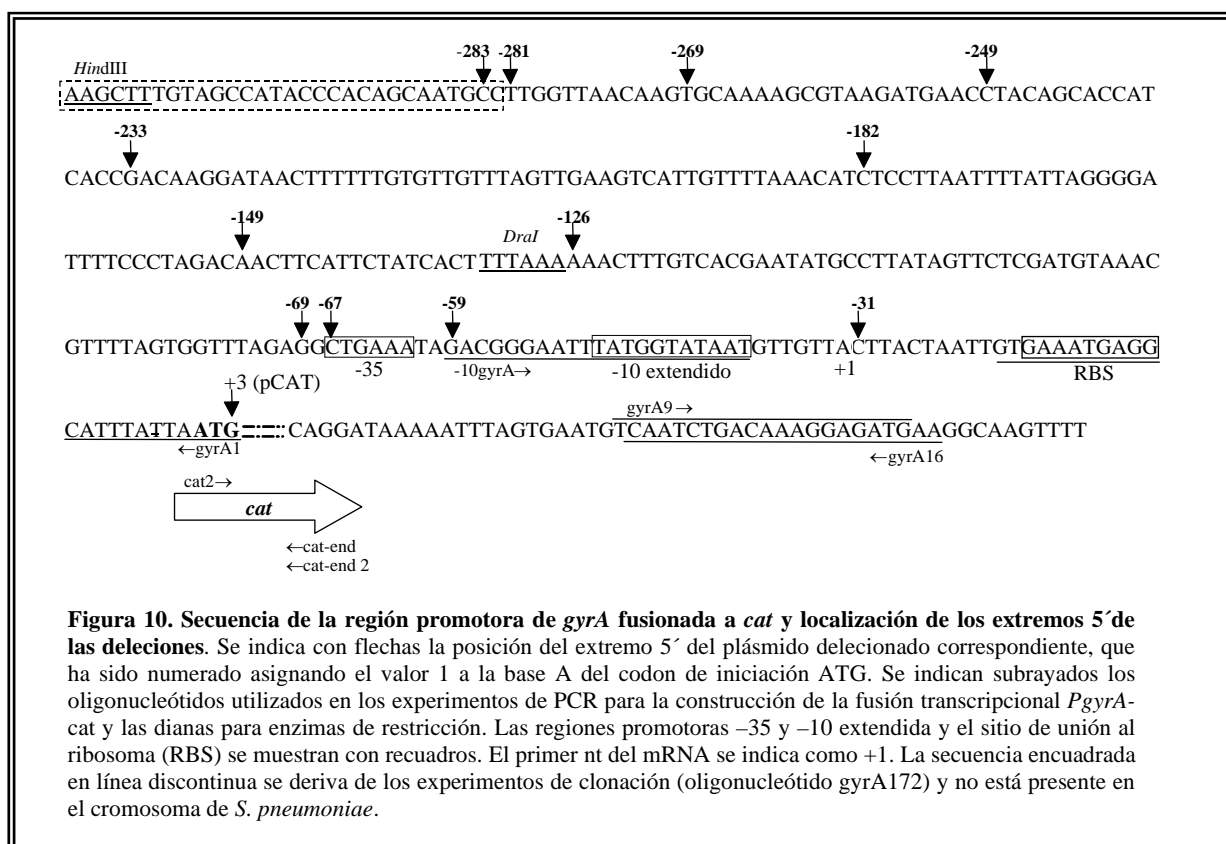 -283 -281 -269 -249
HindIII
AAGCTTTGTAGCCATACCCACAGCAATGCCTTGGTTAACAAGTGCAAAAGCGTAAGATGAACCTACAGCACCAT
-233 -182
CACCGACAAGGATAACTTTTTTGTGTTGTTTAGTTGAAGTCATTGTTTTAAACATCTCCTTAATTTTATTAGGGGA
-149 DraI -126
TTTTCCCTAGACAACTTCATTCTATCACTTTTAAAAAACTTTGTCACGAATATGCCTTATAGTTCTCGATGTAAAC
-69 -67 -59 -31
GTTTTAGTGGTTTAGAGGCTGAAATAGACGGGAATTTATGGTATAATGTTGTTACTTACTAATTGTGAAATGAGG
-35 -10gyrA→ -10 extendido +1 RBS
+3 (pCAT)
gyrA9→
CATTTATTAATG CAGGATAAAAATTTAGTGAATGTCAATCTGACAAAGGAGATGAAGGCAAGTTTT
←gyrA1 ←gyrA16
cat2→
cat
←cat-end
←cat-end 2
Figura 10. Secuencia de la región promotora de gyrA fusionada a cat y localización de los extremos 5´de
las deleciones. Se indica con flechas la posición del extremo 5´ del plásmido delecionado correspondiente, que
ha sido numerado asignando el valor 1 a la base A del codon de iniciación ATG. Se indican subrayados los
oligonucleótidos utilizados en los experimentos de PCR para la construcción de la fusión transcripcional PgyrA-
cat y las dianas para enzimas de restricción. Las regiones promotoras –35 y –10 extendida y el sitio de unión al
ribosoma (RBS) se muestran con recuadros. El primer nt del mRNA se indica como +1. La secuencia encuadrada
en línea discontinua se deriva de los experimentos de clonación (oligonucleótido gyrA172) y no está presente en
el cromosoma de S. pneumoniae.